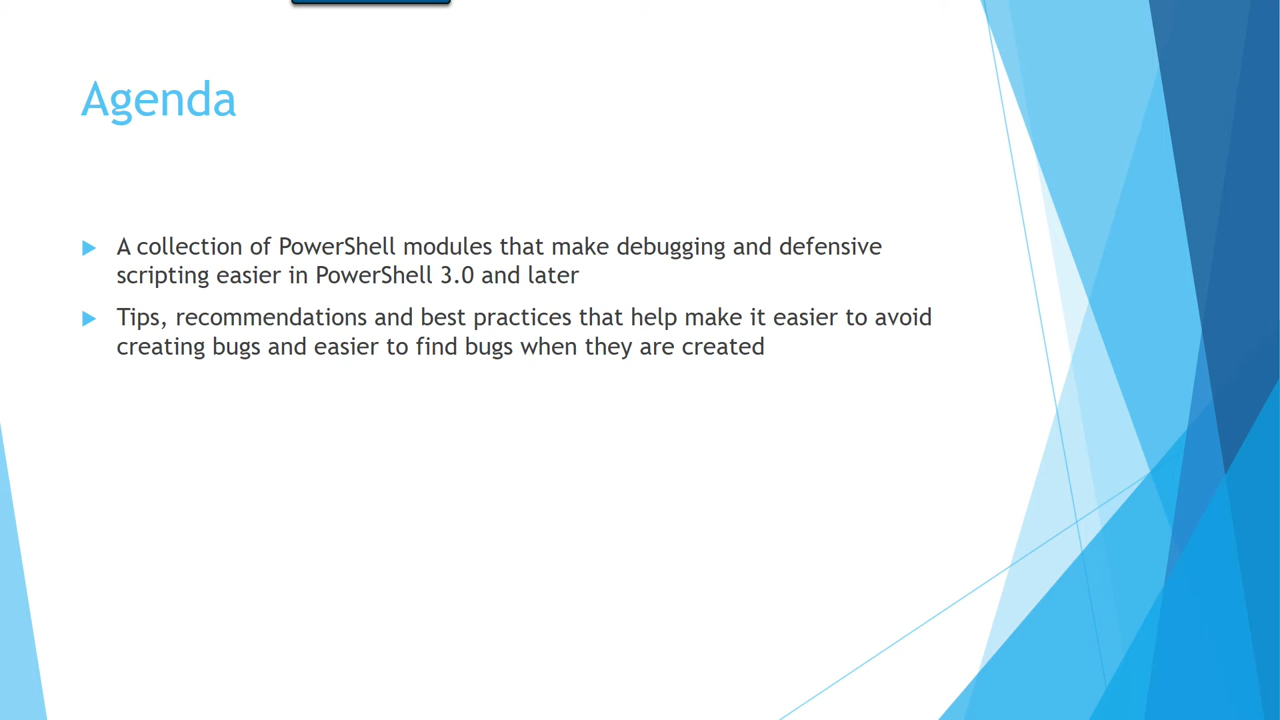 Agenda
A collection of PowerShell modules that make debugging and defensive
scripting easier in PowerShell 3.0 and later
Tips, recommendations and best practices that help make it easier to avoid
creating bugs and easier to find bugs when they are created